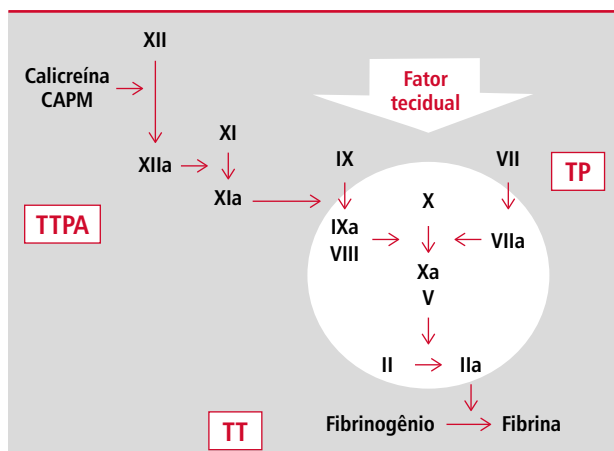 XII
Calicreína
CAPM
Fator
tecidual
XI
XIIa
IX
VII
TP
XIa
X
TTPA
IXa
VIII
VIIa
Xa
V
II
IIa
Fibrinogênio
Fibrina
TT